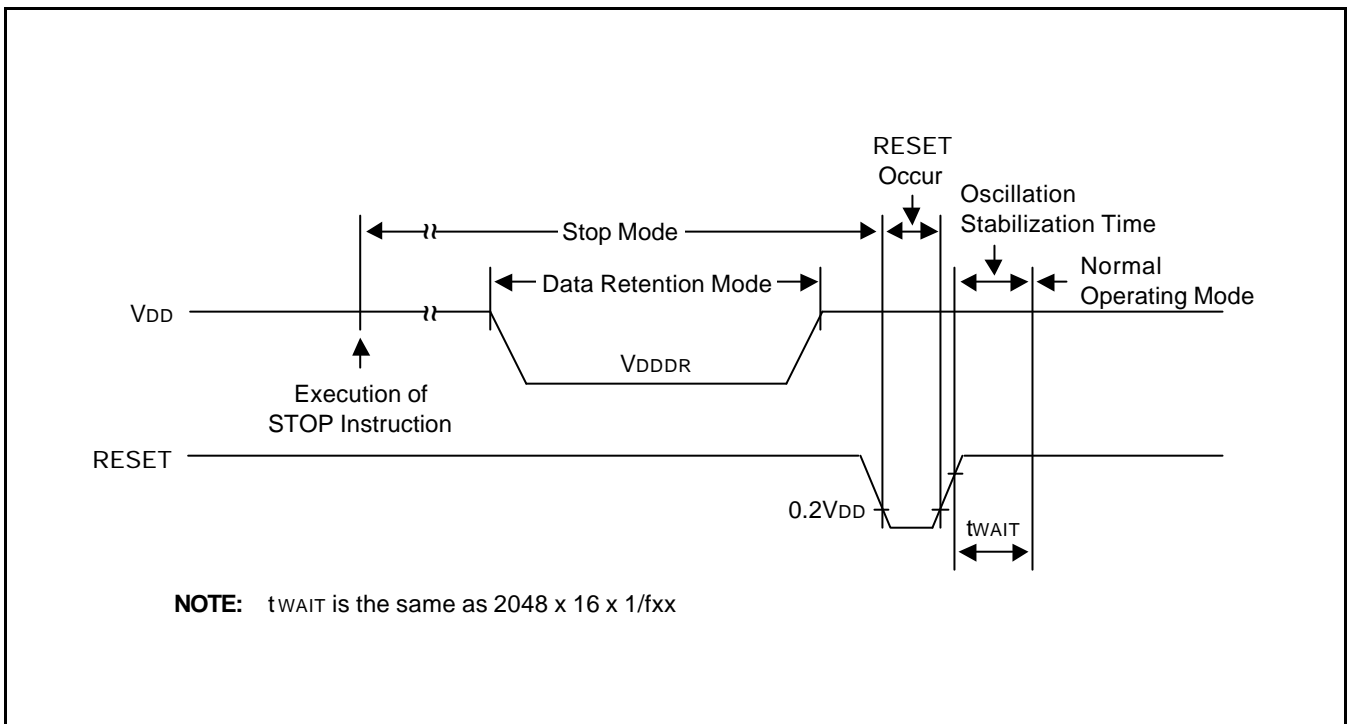 RESET
Occur
Oscillation
Stabilization Time
Stop Mode
Data Retention Mode
Normal
Operating Mode
VDD
VDDDR
Execution of
STOP Instruction
RESET
0.2VDD
tWAIT
NOTE: tWAIT is the same as 2048 x 16 x 1/fxx